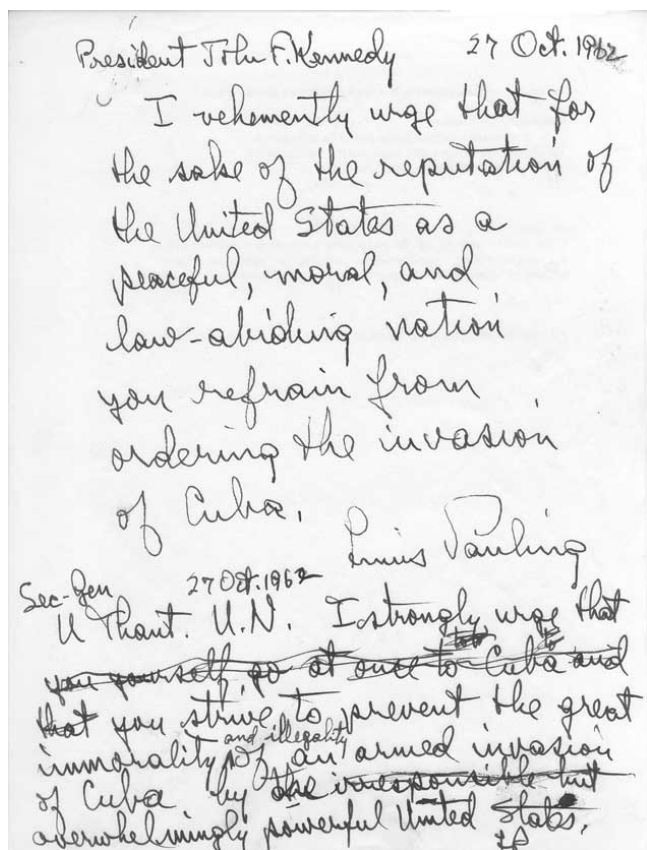 President John F. Kennedy 27 Oct. 1962
I vehemently urge that for
the sake of the reputation of
the United States as a
peaceful, moral, and
law-abiding nation
you refrain from
ordering the invasion
of Cuba.
Linus Pauling
Sec-Gen 27 Oct. 1962
U Thant. U.N. I strongly urge that
you yourself go at once to Cuba and
that you strive to prevent the great
and illegality
immorality of an armed invasion
of Cuba by the irresponsible but
overwhelmingly powerful United States.